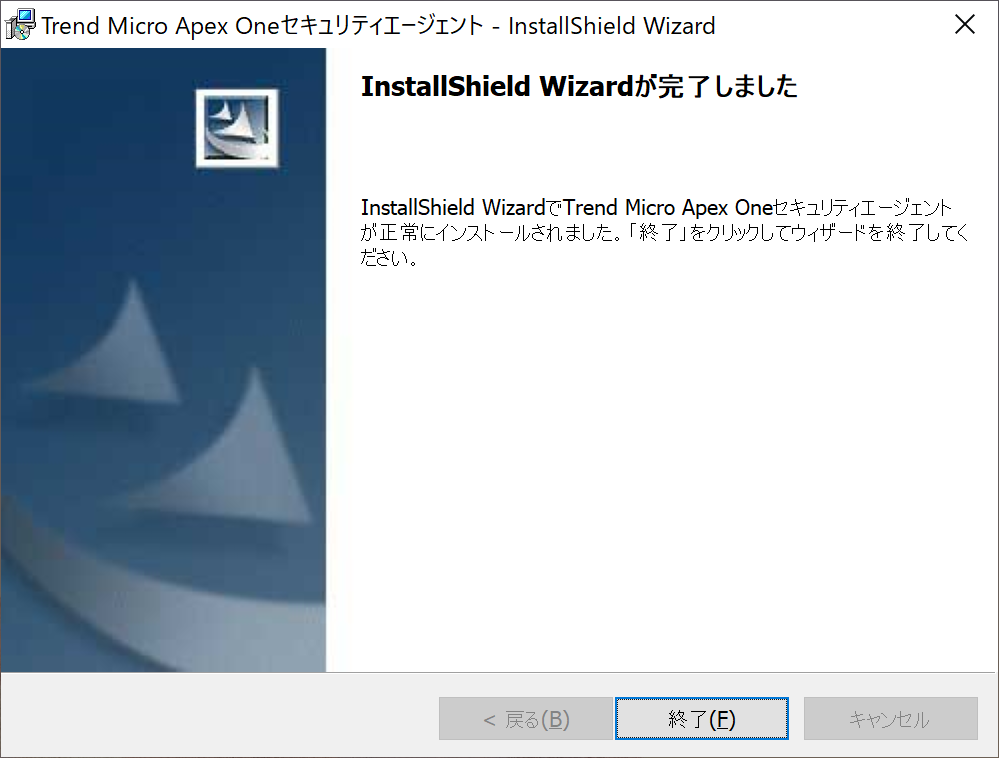 Trend Micro Apex Oneセキュリティエージェント - InstallShield Wizard
InstallShield Wizardが完了しました
InstallShield WizardでTrend Micro Apex Oneセキュリティエージェント
が正常にインストールされました。「終了」をクリックしてウィザードを終了してく
ださい。
< 戻る(B)
終了(F)
キャンセル